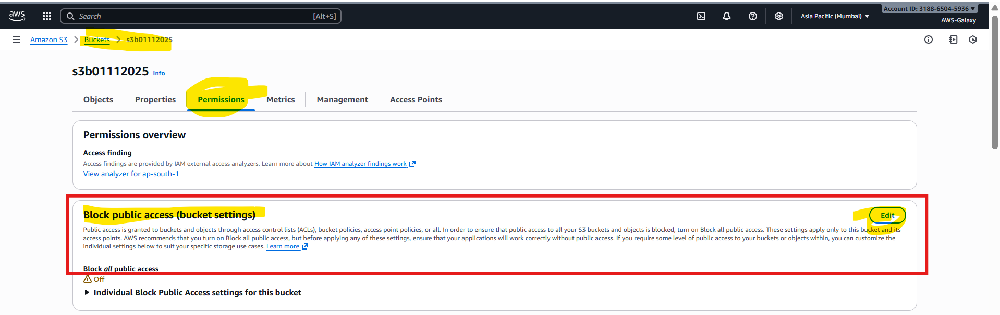 aws
Search [Alt+S]
Asia Pacific (Mumbai)
Account ID: 3188-6504-5936
AWS-Galaxy
Amazon S3 > Buckets > s3b01112025
s3b01112025 Info
Objects Properties Permissions Metrics Management Access Points
Permissions overview
Access finding
Access findings are provided by IAM external access analyzers. Learn more about How IAM analyzer findings work
View analyzer for ap-south-1
Block public access (bucket settings)
Edit
Public access is granted to buckets and objects through access control lists (ACLs), bucket policies, access point policies, or all. In order to ensure that public access to all your S3 buckets and objects is blocked, turn on Block all public access. These settings apply only to this bucket and its
access points. AWS recommends that you turn on Block all public access, but before applying any of these settings, ensure that your applications will work correctly without public access. If you require some level of public access to your buckets or objects within, you can customize the
individual settings below to suit your specific storage use cases. Learn more
Block all public access
Off
Individual Block Public Access settings for this bucket